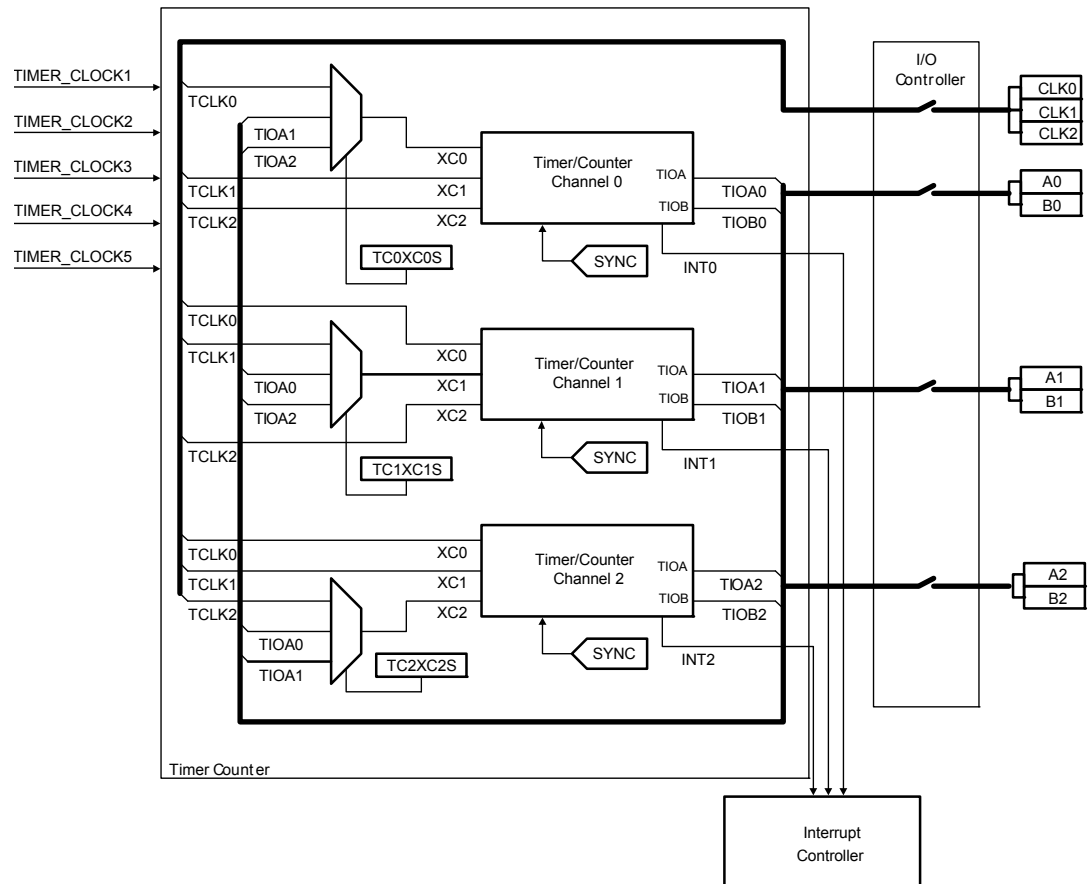 TIMER_CLOCK1
TIMER_CLOCK2
TIMER_CLOCK3
TIMER_CLOCK4
TIMER_CLOCK5
TCLK0
TIOA1
TIOA2
TCLK1
TCLK2
XC0
XC1
XC2
TC0XC0S
Timer/Counter
Channel 0
TIOA
TIOB
TIOA0
TIOB0
SYNC
INT0
TCLK0
TCLK1
TIOA0
TIOA2
TCLK2
XC0
XC1
XC2
TC1XC1S
Timer/Counter
Channel 1
TIOA
TIOB
TIOA1
TIOB1
SYNC
INT1
TCLK0
TCLK1
TCLK2
TIOA0
TIOA1
XC0
XC1
XC2
TC2XC2S
Timer/Counter
Channel 2
TIOA
TIOB
TIOA2
TIOB2
SYNC
INT2
Timer Counter
I/O
Controller
CLK0
CLK1
CLK2
A0
B0
A1
B1
A2
B2
Interrupt
Controller